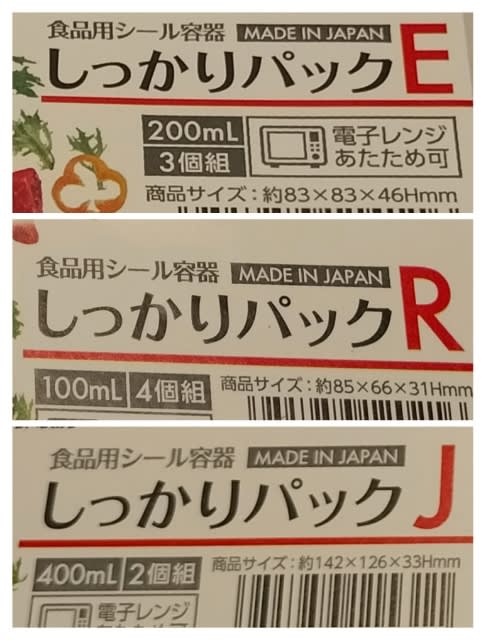 食品用シール容器 MADE IN JAPAN
しっかりパックE
200mL
3個組
電子レンジ
あたため可
商品サイズ:約83×83×46Hmm
食品用シール容器 MADE IN JAPAN
しっかりパックR
100mL 4個組 商品サイズ:約85×66×31Hmm
食品用シール容器 MADE IN JAPAN
しっかりパックJ
400mL 2個組 商品サイズ:約142×126×33Hmm
電子レンジ